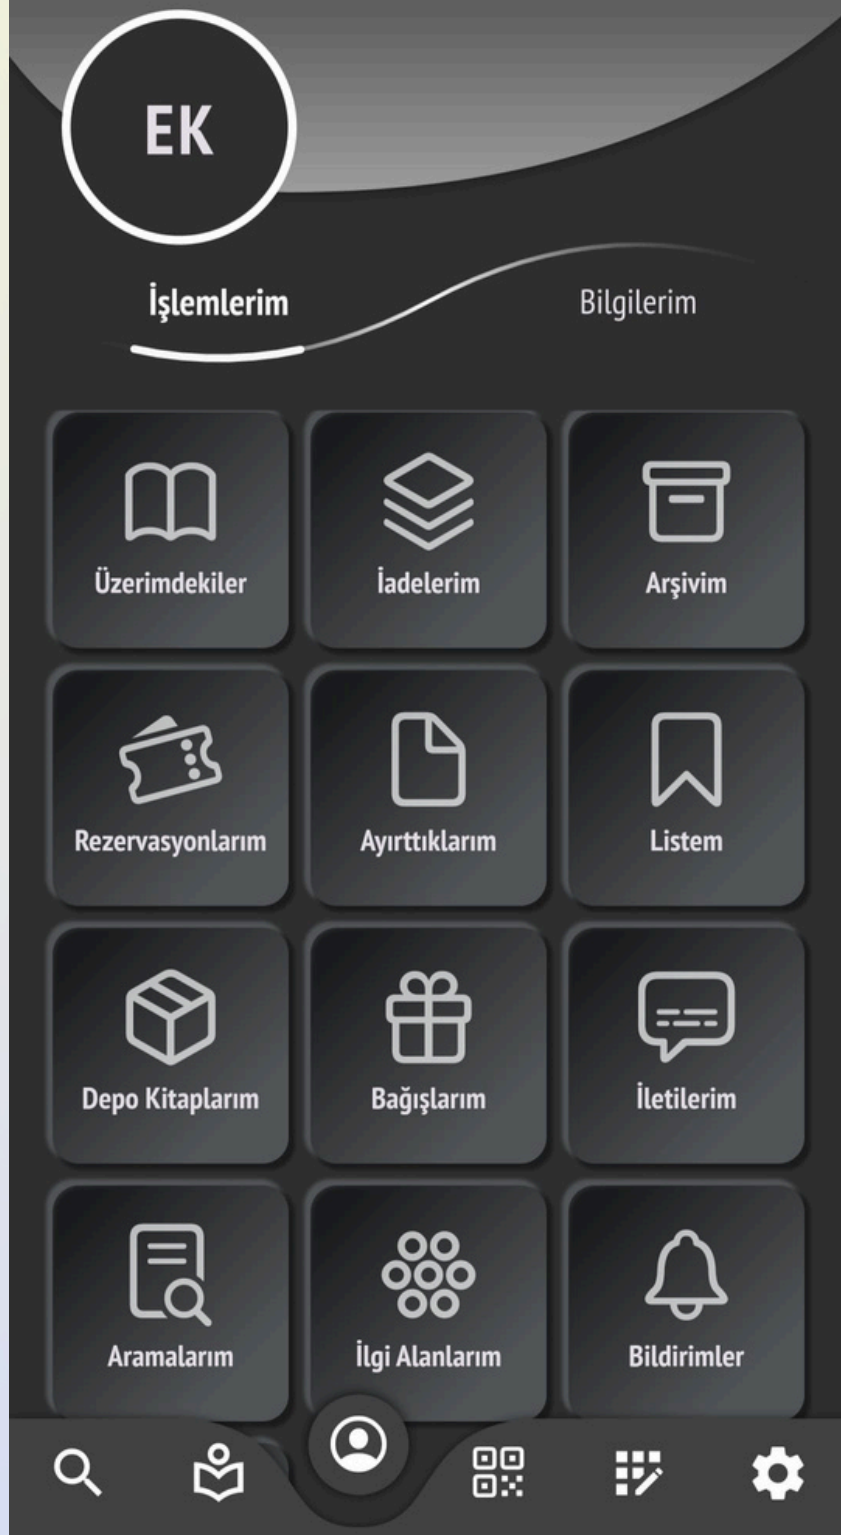 EK
İşlemlerim
Bilgilerim
Üzerimdekiler
İadelerim
Arşivim
Rezervasyonlarım
Ayırttıklarım
Listem
Depo Kitaplarım
Bağışlarım
İletilerim
Aramalarım
İlgi Alanlarım
Bildirimler